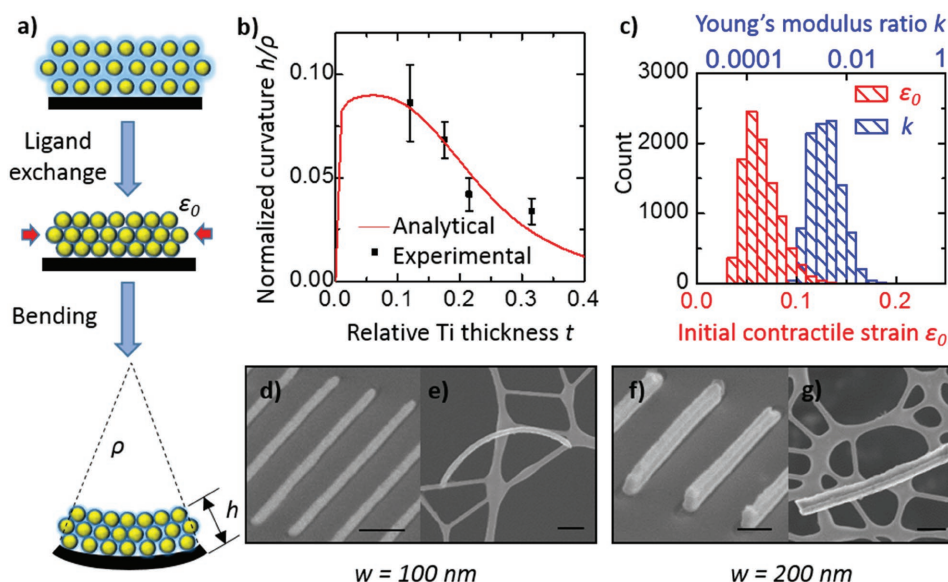 a)
Ligand
exchange
ε₀
Bending
ρ
h
b)
Normalized curvature h/ρ
0.10
0.05
0.00
Analytical
Experimental
0.0 0.1 0.2 0.3 0.4
Relative Ti thickness t
c)
Young's modulus ratio k
0.0001 0.01 1
Count
3000
2000
1000
0
ε₀
k
0.0 0.1 0.2
Initial contractile strain ε₀
d) e) f) g)
w = 100 nm w = 200 nm